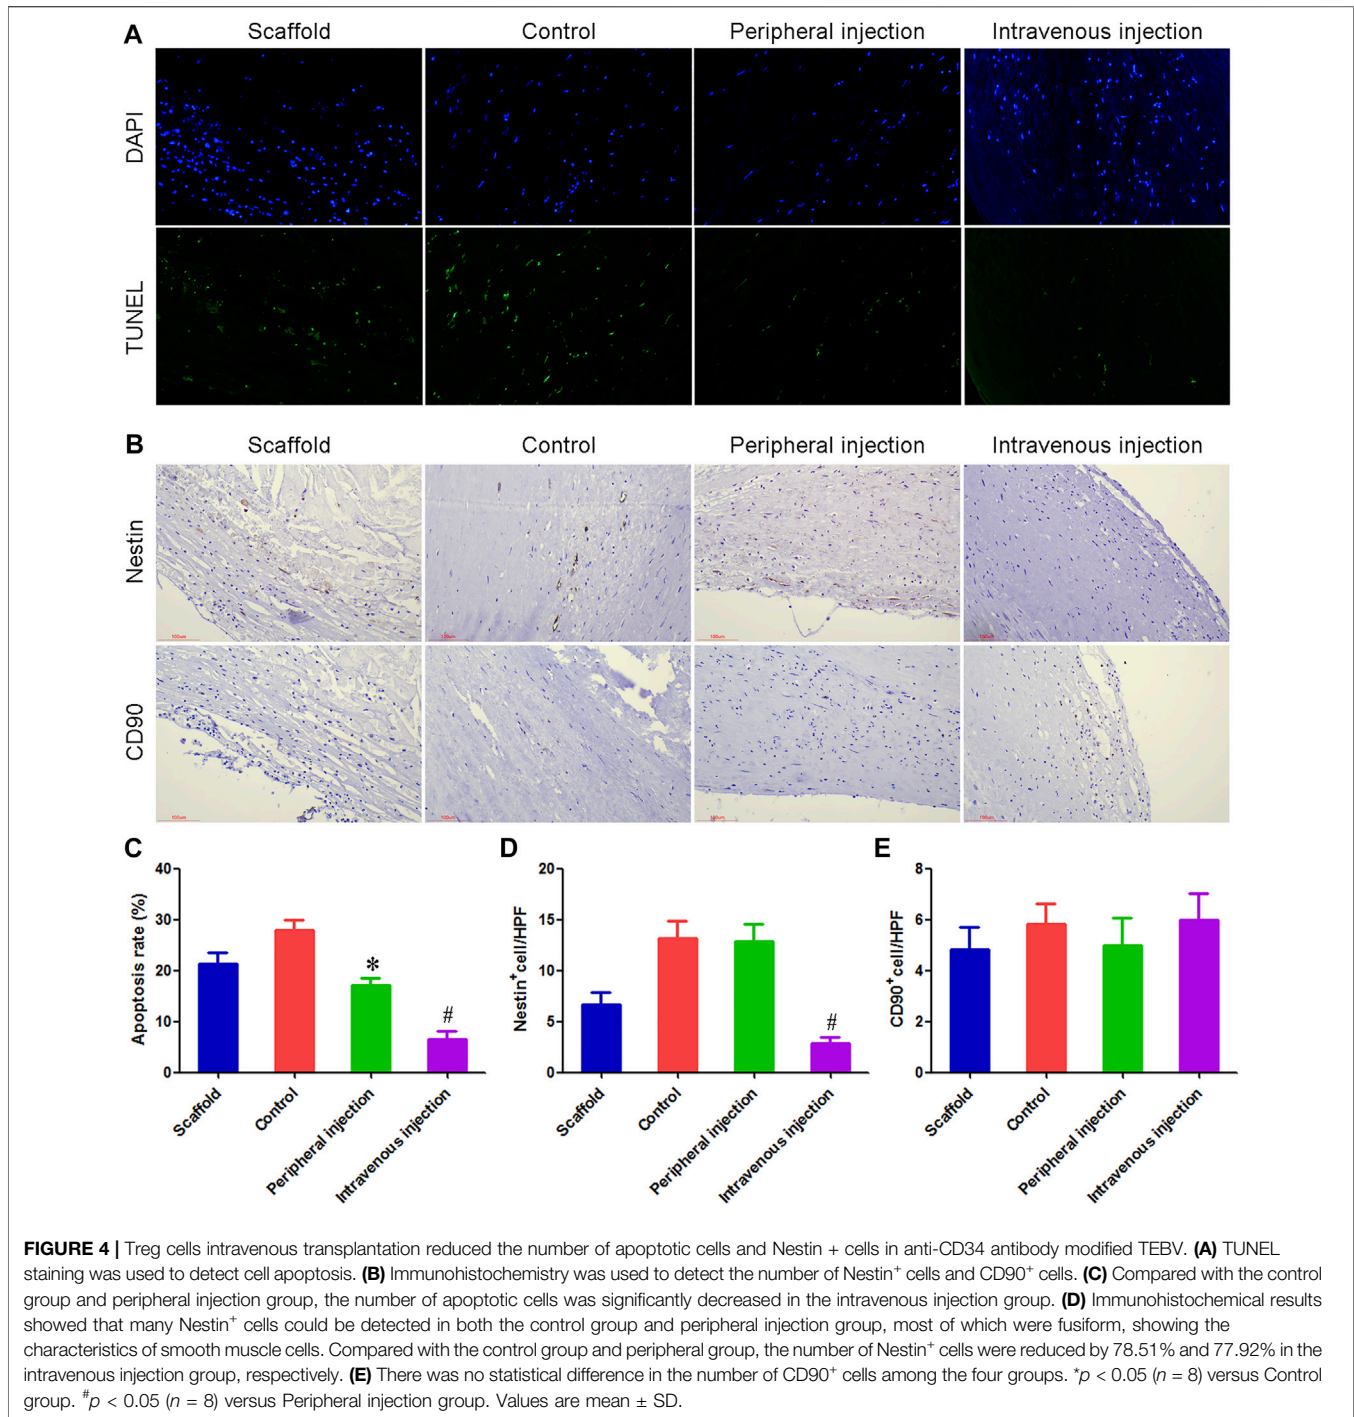 A
Scaffold
Control
Peripheral injection
Intravenous injection
DAPI
TUNEL
B
Scaffold
Control
Peripheral injection
Intravenous injection
Nestin
100um
100um
100um
100um
CD90
100um
100um
100um
100um
C
Apoptosis rate (%)
40
30
20
10
0
*
#
Scaffold
Control
Peripheral injection
Intravenous injection
D
Nestin⁺cell/HPF
20
15
10
5
0
#
Scaffold
Control
Peripheral injection
Intravenous injection
E
CD90⁺cell/HPF
8
6
4
2
0
Scaffold
Control
Peripheral injection
Intravenous injection
FIGURE 4 | Treg cells intravenous transplantation reduced the number of apoptotic cells and Nestin + cells in anti-CD34 antibody modified TEBV. (A) TUNEL
staining was used to detect cell apoptosis. (B) Immunohistochemistry was used to detect the number of Nestin⁺ cells and CD90⁺ cells. (C) Compared with the control
group and peripheral injection group, the number of apoptotic cells was significantly decreased in the intravenous injection group. (D) Immunohistochemical results
showed that many Nestin⁺ cells could be detected in both the control group and peripheral injection group, most of which were fusiform, showing the
characteristics of smooth muscle cells. Compared with the control group and peripheral group, the number of Nestin⁺ cells were reduced by 78.51% and 77.92% in the
intravenous injection group, respectively. (E) There was no statistical difference in the number of CD90⁺ cells among the four groups. *p < 0.05 (n = 8) versus Control
group. #p < 0.05 (n = 8) versus Peripheral injection group. Values are mean ± SD.